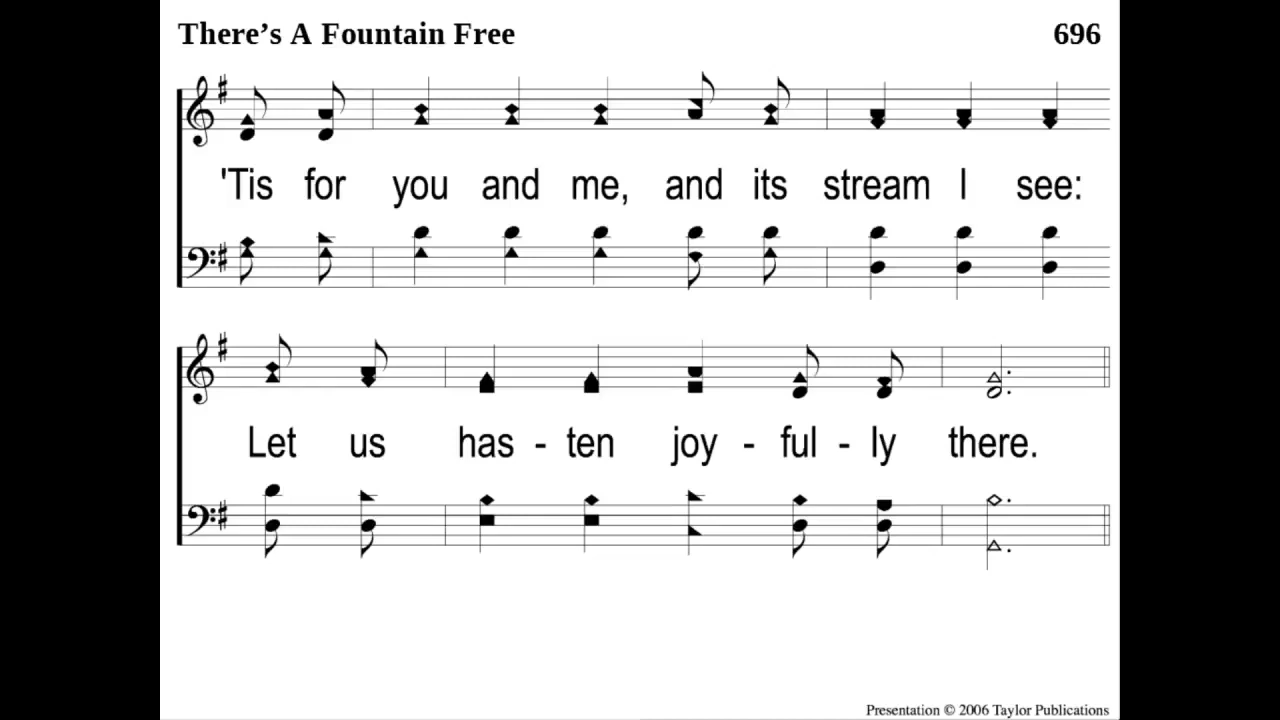 There’s A Fountain Free 696
'Tis for you and me, and its stream I see:
Let us has - ten joy - ful - ly there.
Presentation © 2006 Taylor Publications